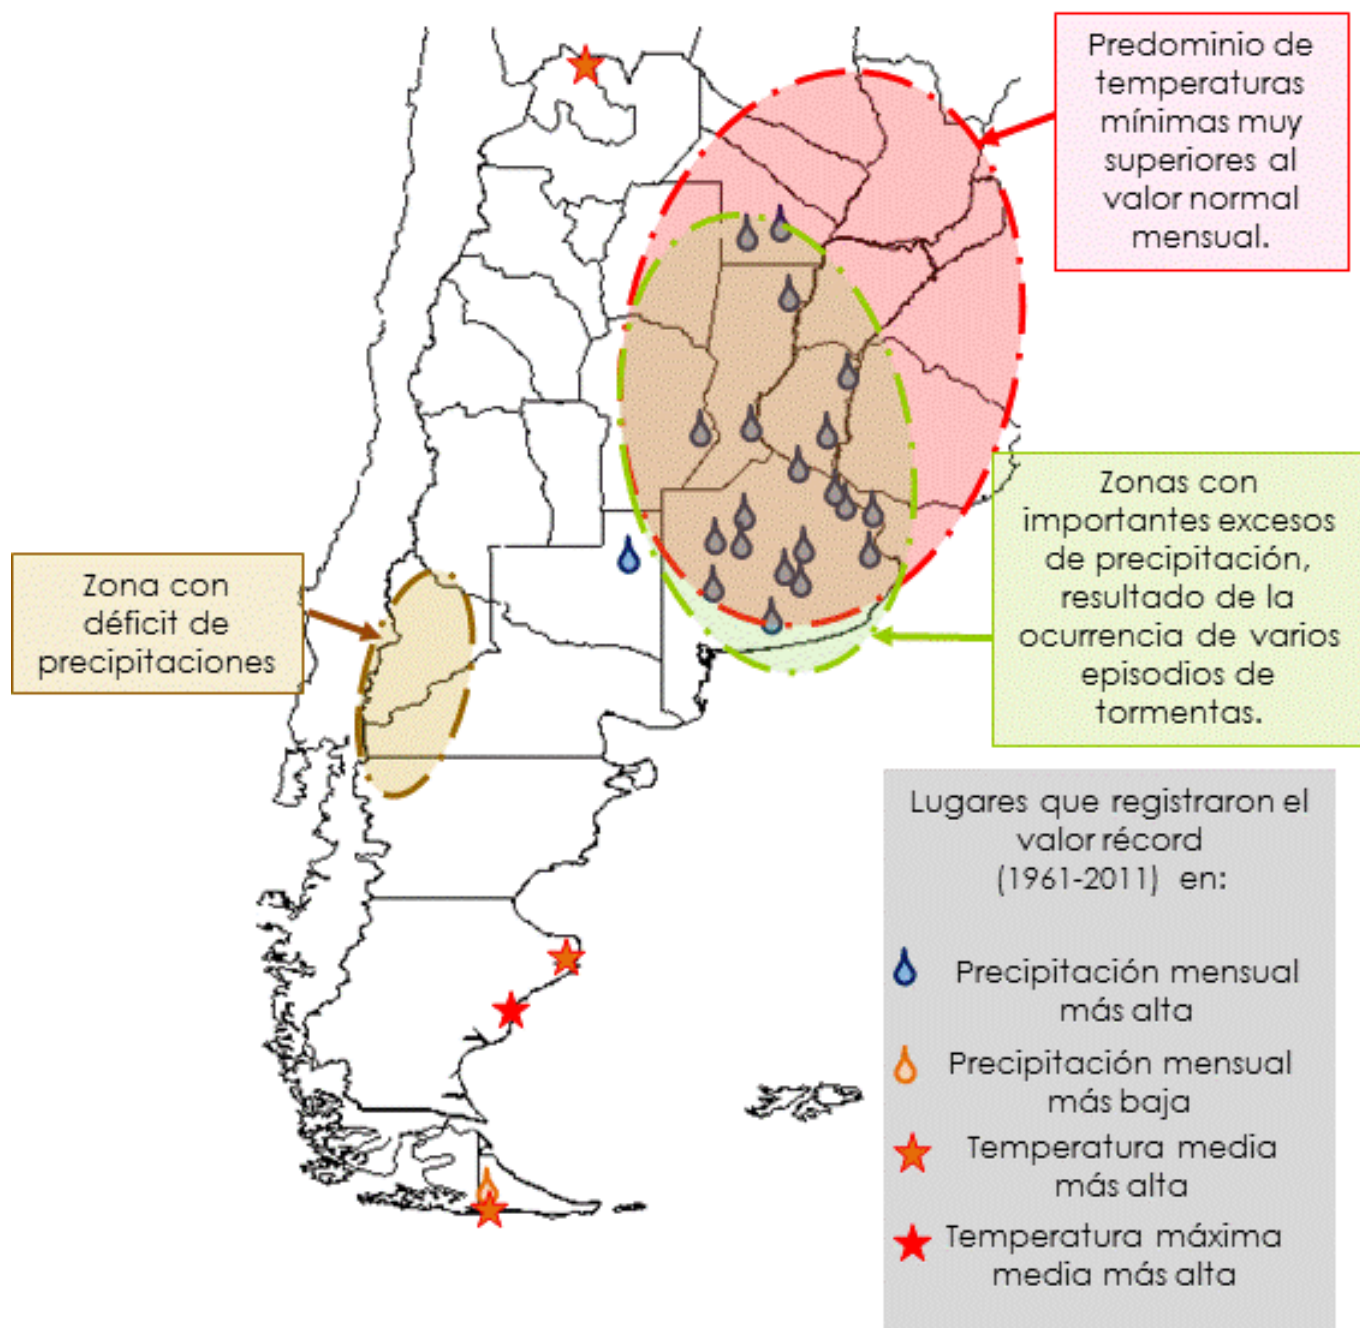 Predominio de
temperaturas
mínimas muy
superiores al
valor normal
mensual.
Zonas con
importantes excesos
de precipitación,
resultado de la
ocurrencia de varios
episodios de
tormentas.
Zona con
déficit de
precipitaciones
Lugares que registraron el
valor récord
(1961-2011) en:
Precipitación mensual
más alta
Precipitación mensual
más baja
Temperatura media
más alta
Temperatura máxima
media más alta